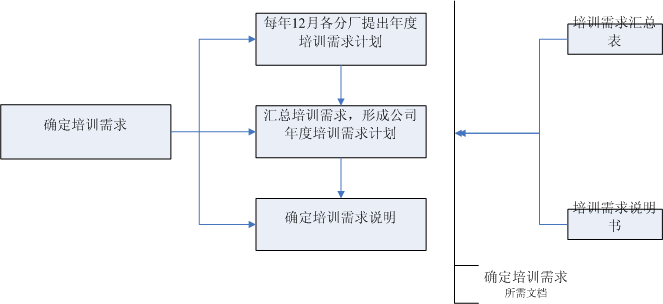 每年12月各分厂提出年度
培训需求计划
培训需求汇总
表
确定培训需求
汇总培训需求，形成公司
年度培训需求计划
确定培训需求说明
培训需求说明
书
确定培训需求
所需文档